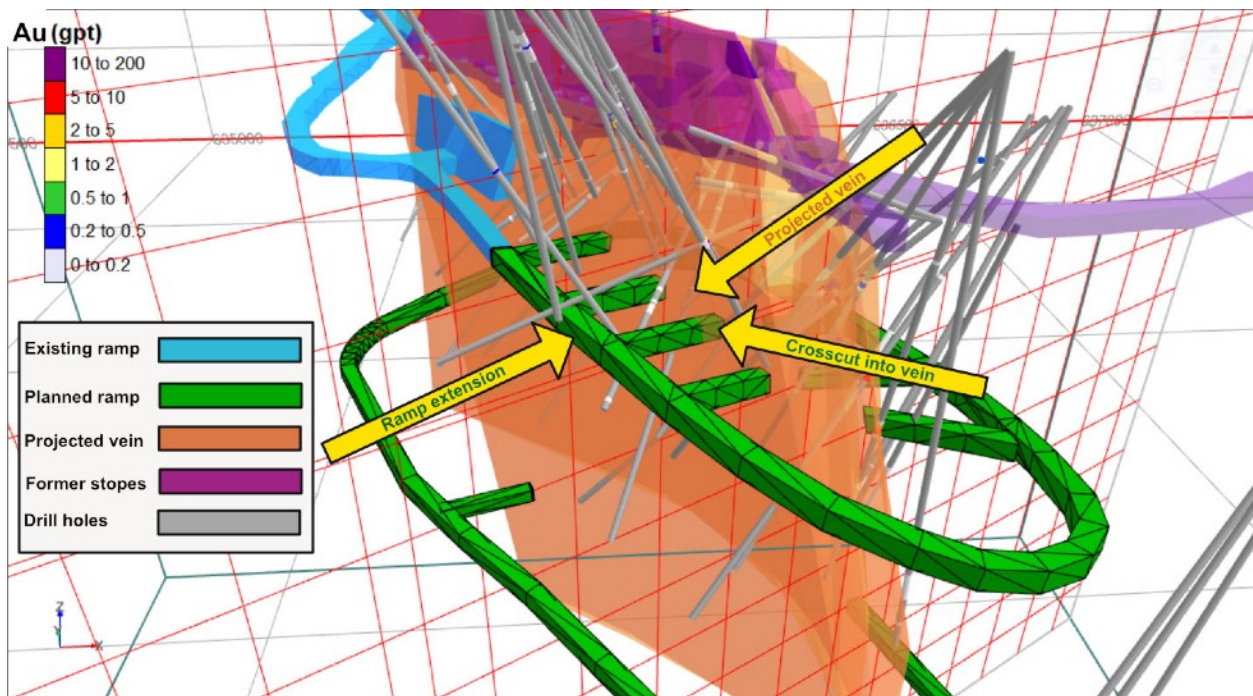 Au (gpt)
10 to 200
5 to 10
2 to 5
1 to 2
0.5 to 1
0.2 to 0.5
0 to 0.2
Existing ramp
Planned ramp
Projected vein
Former stopes
Drill holes
Projected vein
Crosscut into vein
Ramp extension
Z
Y
X